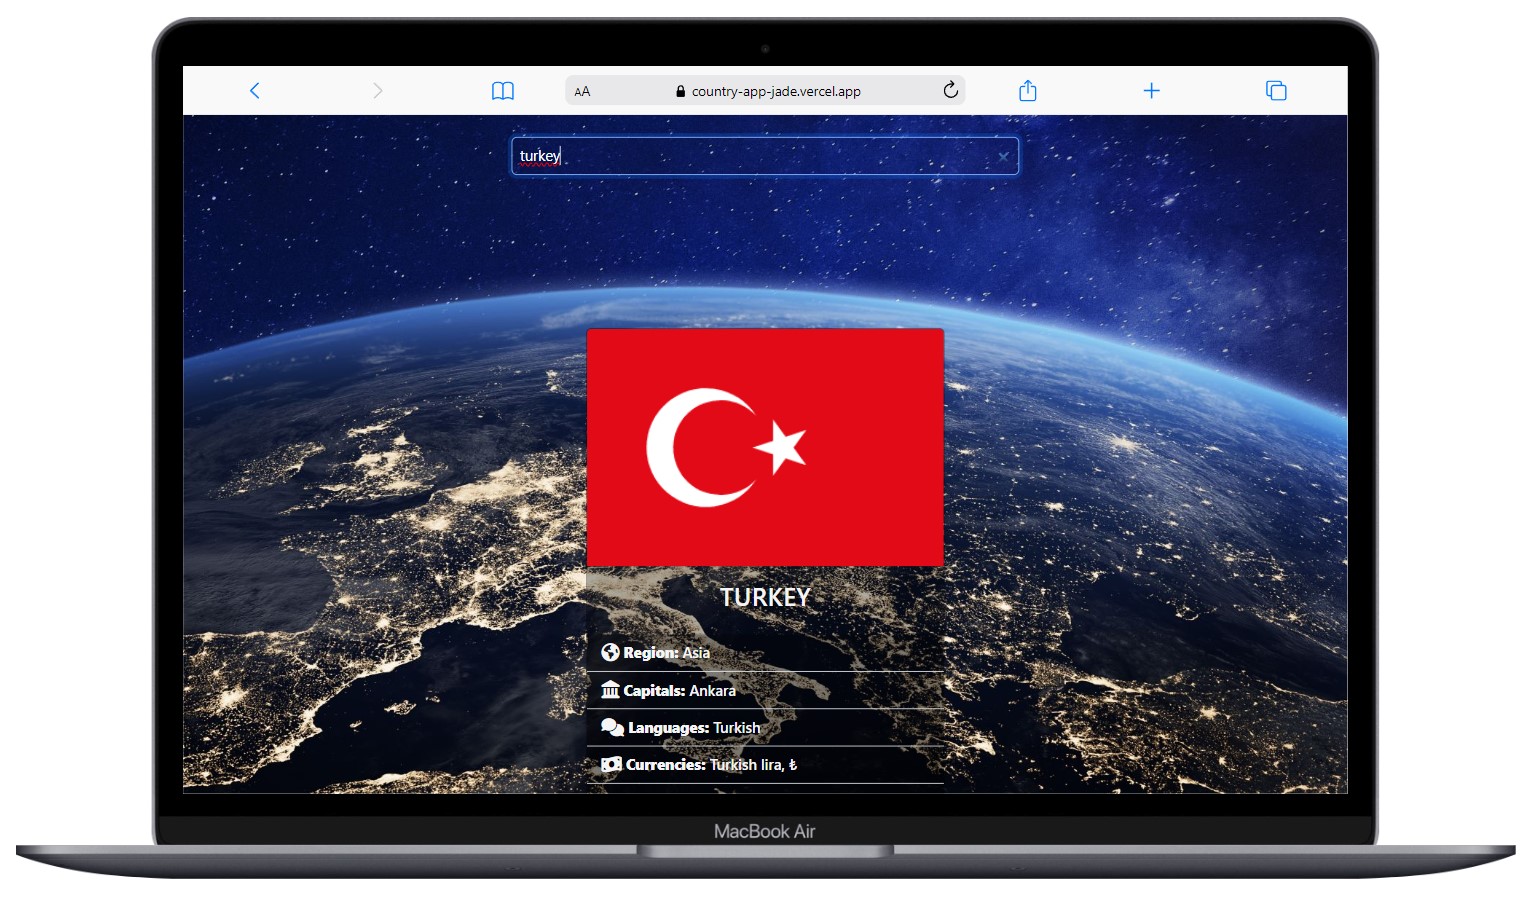 AA country-app-jade.vercel.app
turkey
TURKEY
Region: Asia
Capitals: Ankara
Languages: Turkish
Currencies: Turkish lira, ₺
MacBook Air